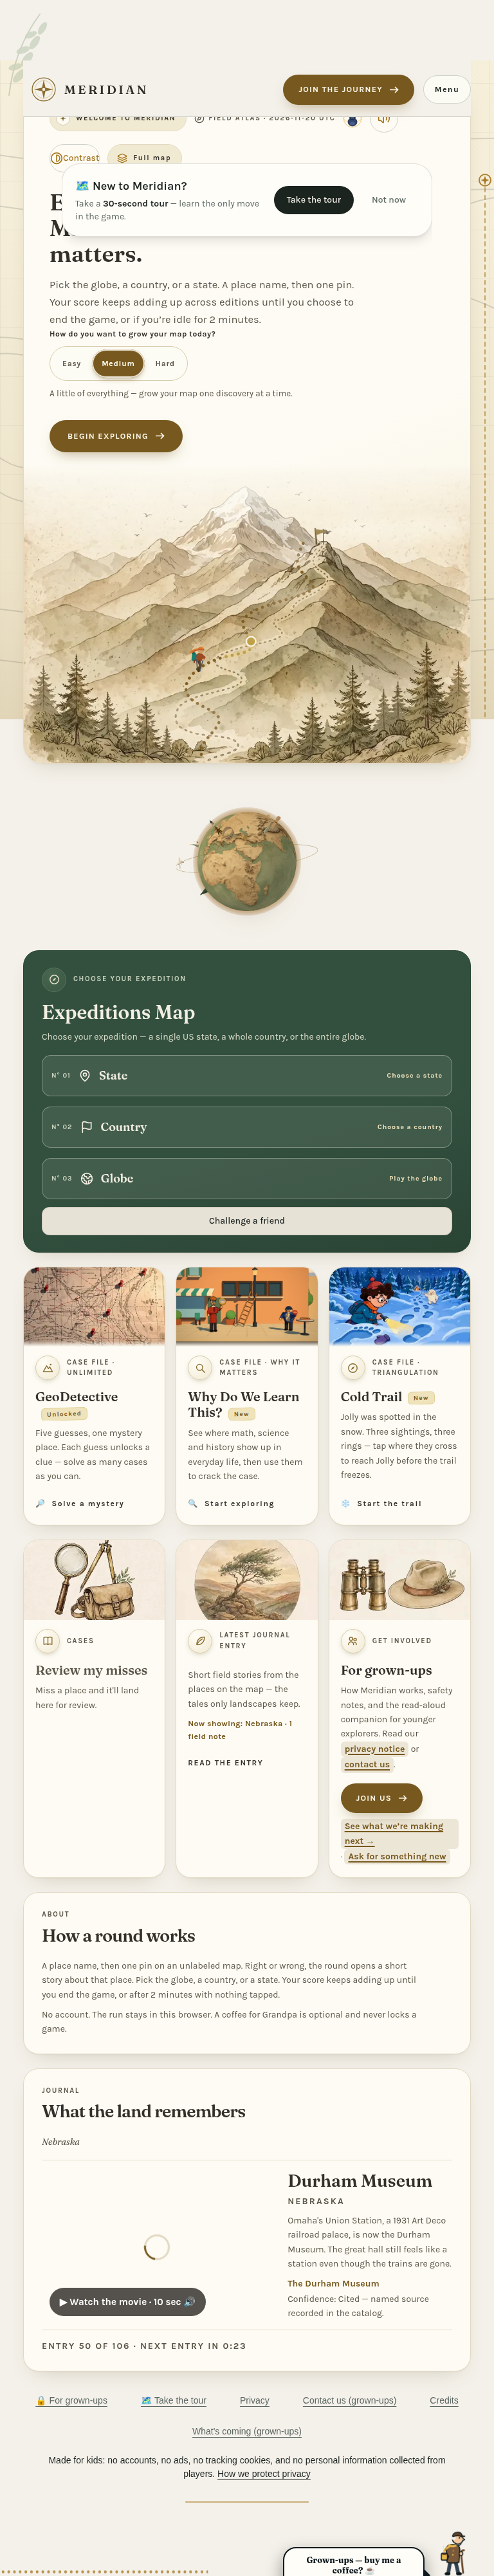 MERIDIAN
JOIN THE JOURNEY →
Menu
WELCOME TO MERIDIAN
FIELD ATLAS · 2026-11-20 UTC
Contrast
Full map
🗺️ New to Meridian?
Take a 30-second tour — learn the only move
in the game.
Take the tour
Not now
matters.
Pick the globe, a country, or a state. A place name, then one pin.
Your score keeps adding up across editions until you choose to
end the game, or if you’re idle for 2 minutes.
How do you want to grow your map today?
Easy
Medium
Hard
A little of everything — grow your map one discovery at a time.
BEGIN EXPLORING →
CHOOSE YOUR EXPEDITION
Expeditions Map
Choose your expedition — a single US state, a whole country, or the entire globe.
N° 01 State Choose a state
N° 02 Country Choose a country
N° 03 Globe Play the globe
Challenge a friend
CASE FILE ·
UNLIMITED
GeoDetective
Unlocked
Five guesses, one mystery
place. Each guess unlocks a
clue — solve as many cases
as you can.
🔎 Solve a mystery
CASE FILE · WHY IT
MATTERS
Why Do We Learn
This? New
See where math, science
and history show up in
everyday life, then use them
to crack the case.
🔍 Start exploring
CASE FILE ·
TRIANGULATION
Cold Trail New
Jolly was spotted in the
snow. Three sightings, three
rings — tap where they cross
to reach Jolly before the trail
freezes.
❄️ Start the trail
CASES
Review my misses
Miss a place and it'll land
here for review.
LATEST JOURNAL
ENTRY
Short field stories from the
places on the map — the
tales only landscapes keep.
Now showing: Nebraska · 1
field note
READ THE ENTRY
GET INVOLVED
For grown-ups
How Meridian works, safety
notes, and the read-aloud
companion for younger
explorers. Read our
privacy notice or
contact us.
JOIN US →
See what we’re making
next →
· Ask for something new
ABOUT
How a round works
A place name, then one pin on an unlabeled map. Right or wrong, the round opens a short
story about that place. Pick the globe, a country, or a state. Your score keeps adding up until
you end the game, or after 2 minutes with nothing tapped.
No account. The run stays in this browser. A coffee for Grandpa is optional and never locks a
game.
JOURNAL
What the land remembers
Nebraska
▶ Watch the movie · 10 sec 🔊
Durham Museum
NEBRASKA
Omaha's Union Station, a 1931 Art Deco
railroad palace, is now the Durham
Museum. The great hall still feels like a
station even though the trains are gone.
The Durham Museum
Confidence: Cited — named source
recorded in the catalog.
ENTRY 50 OF 106 · NEXT ENTRY IN 0:23
🔒 For grown-ups
🗺️ Take the tour
Privacy
Contact us (grown-ups)
Credits
What's coming (grown-ups)
Made for kids: no accounts, no ads, no tracking cookies, and no personal information collected from
players. How we protect privacy
Grown-ups — buy me a
coffee? ☕